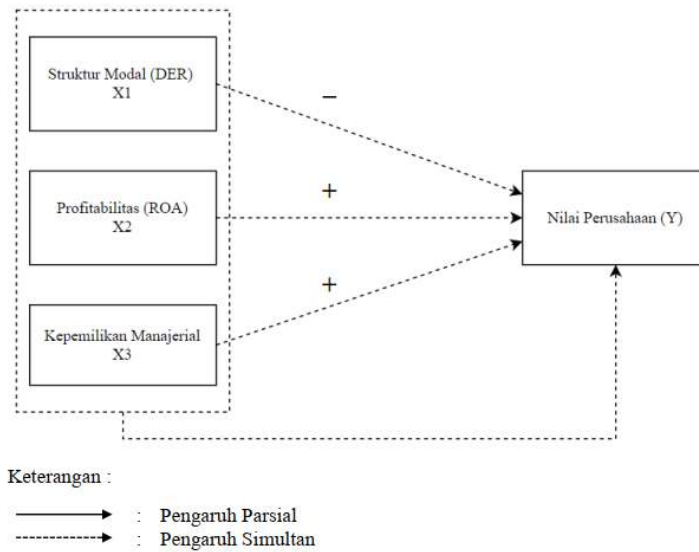 Struktur Modal (DER)
X1
–
Profitabilitas (ROA)
X2
+
Nilai Perusahaan (Y)
Kepemilikan Manajerial
X3
+
Keterangan :
: Pengaruh Parsial
: Pengaruh Simultan